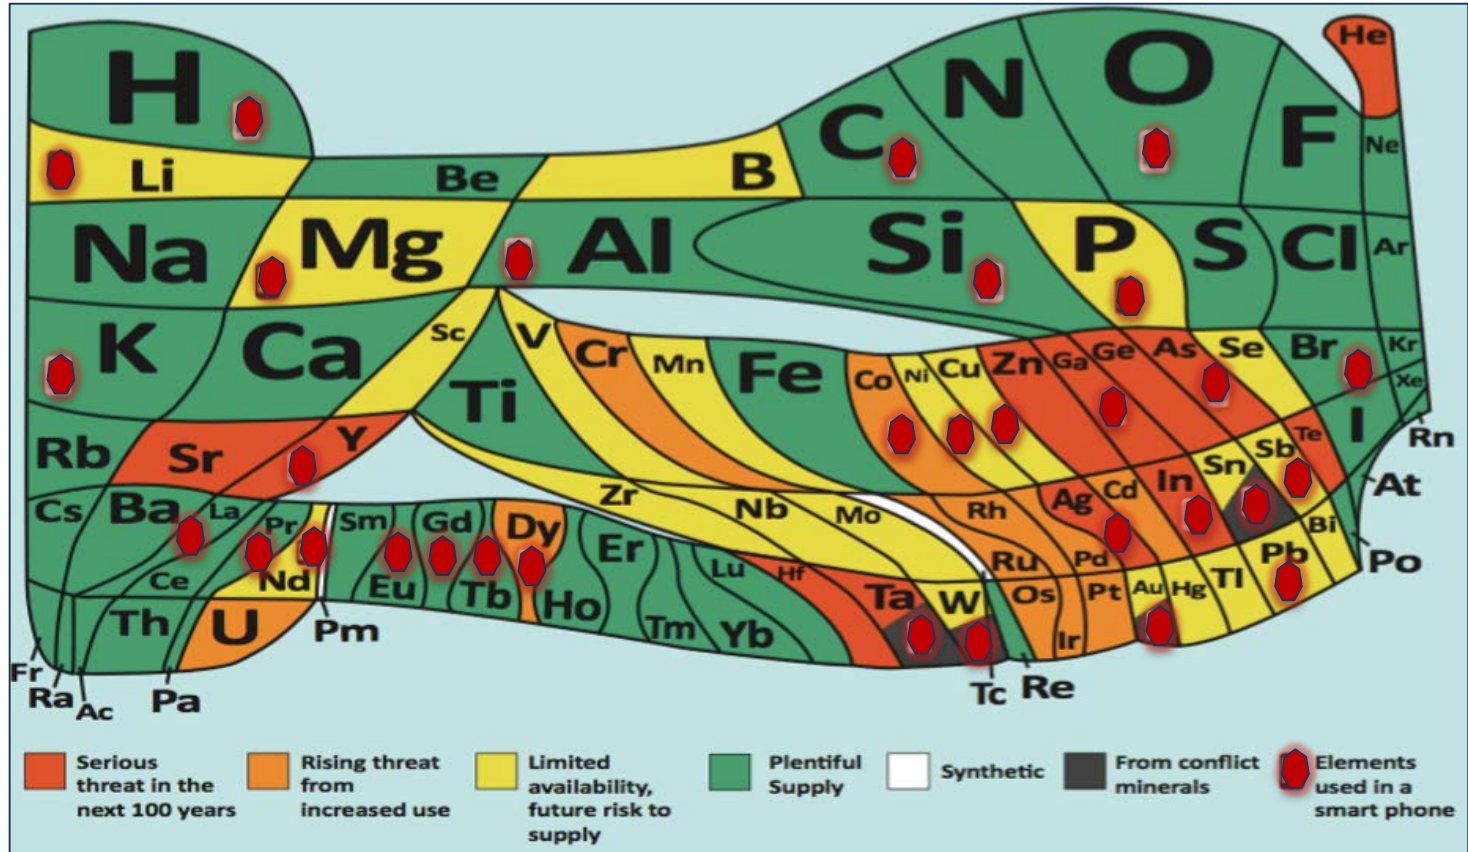 H
He
C
N
O
F
Ne
Li
Be
B
Na
Mg
Al
Si
P
S
Cl
Ar
K
Ca
Sc
Ti
V
Cr
Mn
Fe
Co
Ni
Cu
Zn
Ga
Ge
As
Se
Br
Kr
Xe
Rb
Sr
Y
Zr
Nb
Mo
Rh
Ru
Ag
Pd
Cd
In
Sn
Sb
Te
I
Rn
At
Cs
Ba
La
Ce
Pr
Nd
Sm
Eu
Gd
Tb
Dy
Ho
Er
Tm
Yb
Lu
Hf
Ta
W
Os
Ir
Pt
Au
Hg
Tl
Pb
Bi
Po
Th
U
Pm
Fr
Ra
Ac
Pa
Tc
Re
Serious
threat in the
next 100 years
Rising threat
from
increased use
Limited
availability,
future risk to
supply
Plentiful
Supply
Synthetic
From conflict
minerals
Elements
used in a
smart phone